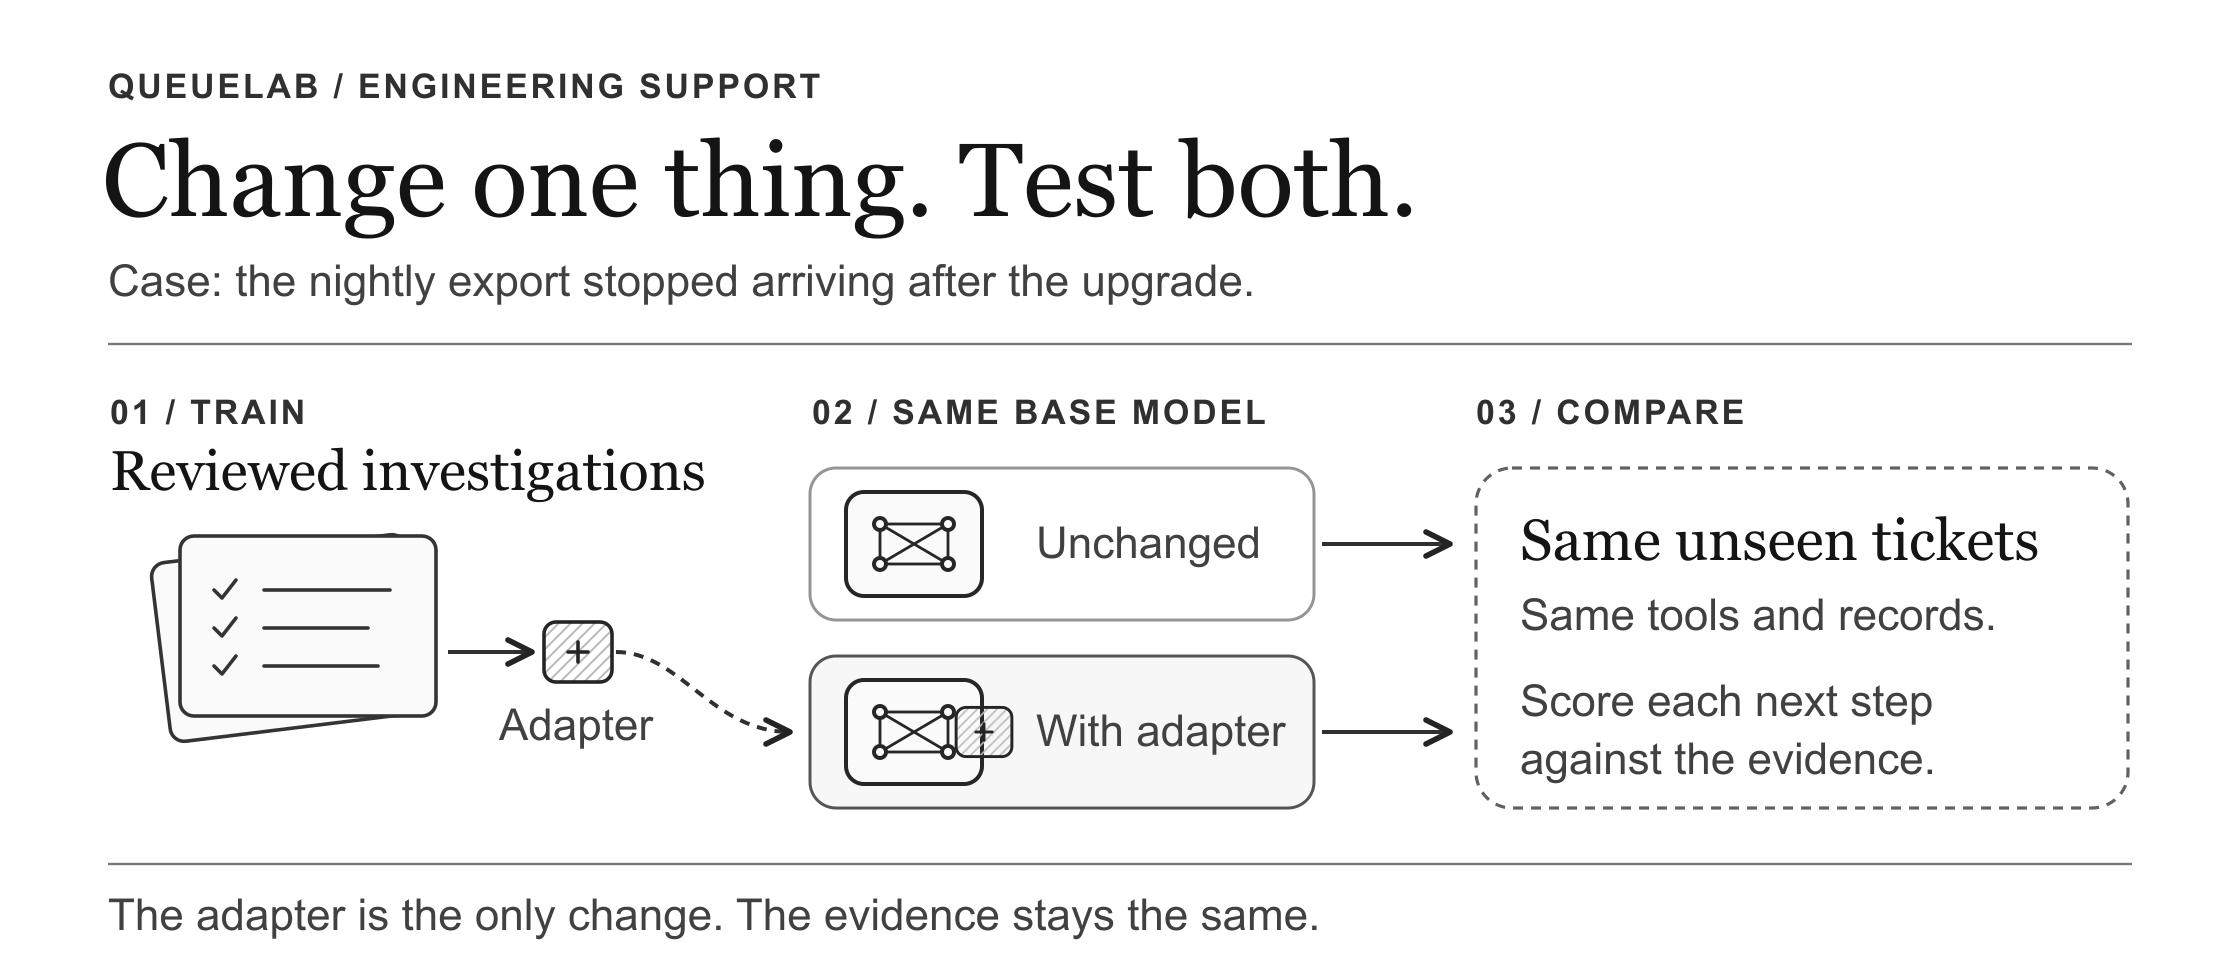 QUEUELAB / ENGINEERING SUPPORT
Change one thing. Test both.
Case: the nightly export stopped arriving after the upgrade.
01 / TRAIN
Reviewed investigations
Adapter
02 / SAME BASE MODEL
Unchanged
With adapter
03 / COMPARE
Same unseen tickets
Same tools and records.
Score each next step
against the evidence.
The adapter is the only change. The evidence stays the same.